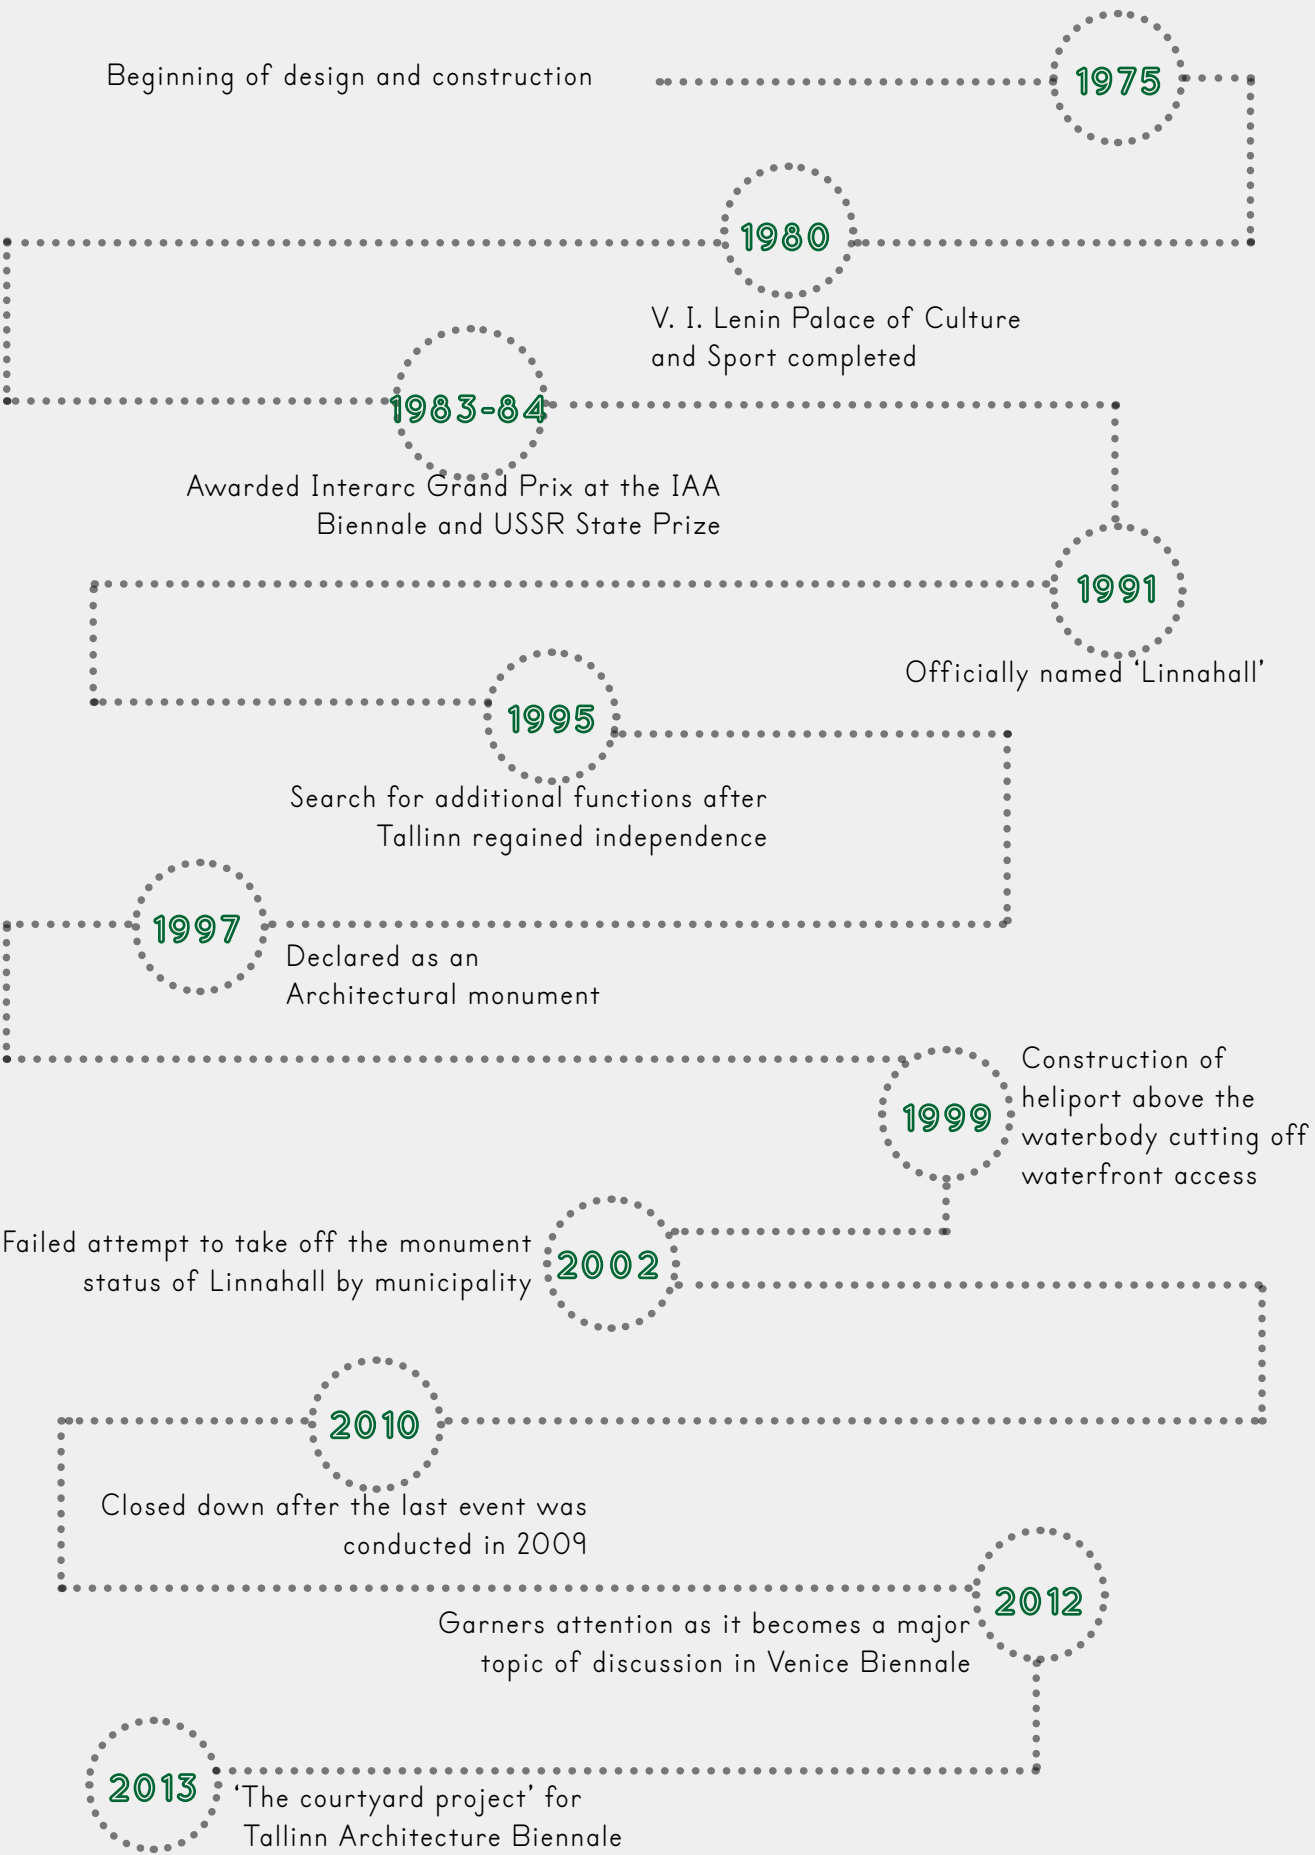 Beginning of design and construction
1975
1980
V. I. Lenin Palace of Culture
and Sport completed
1983-84
Awarded Interarc Grand Prix at the IAA
Biennale and USSR State Prize
1991
Officially named ‘Linnahall’
1995
Search for additional functions after
Tallinn regained independence
1997
Declared as an
Architectural monument
1999
Construction of
heliport above the
waterbody cutting off
waterfront access
2002
Failed attempt to take off the monument
status of Linnahall by municipality
2010
Closed down after the last event was
conducted in 2009
2012
Garners attention as it becomes a major
topic of discussion in Venice Biennale
2013
‘The courtyard project’ for
Tallinn Architecture Biennale